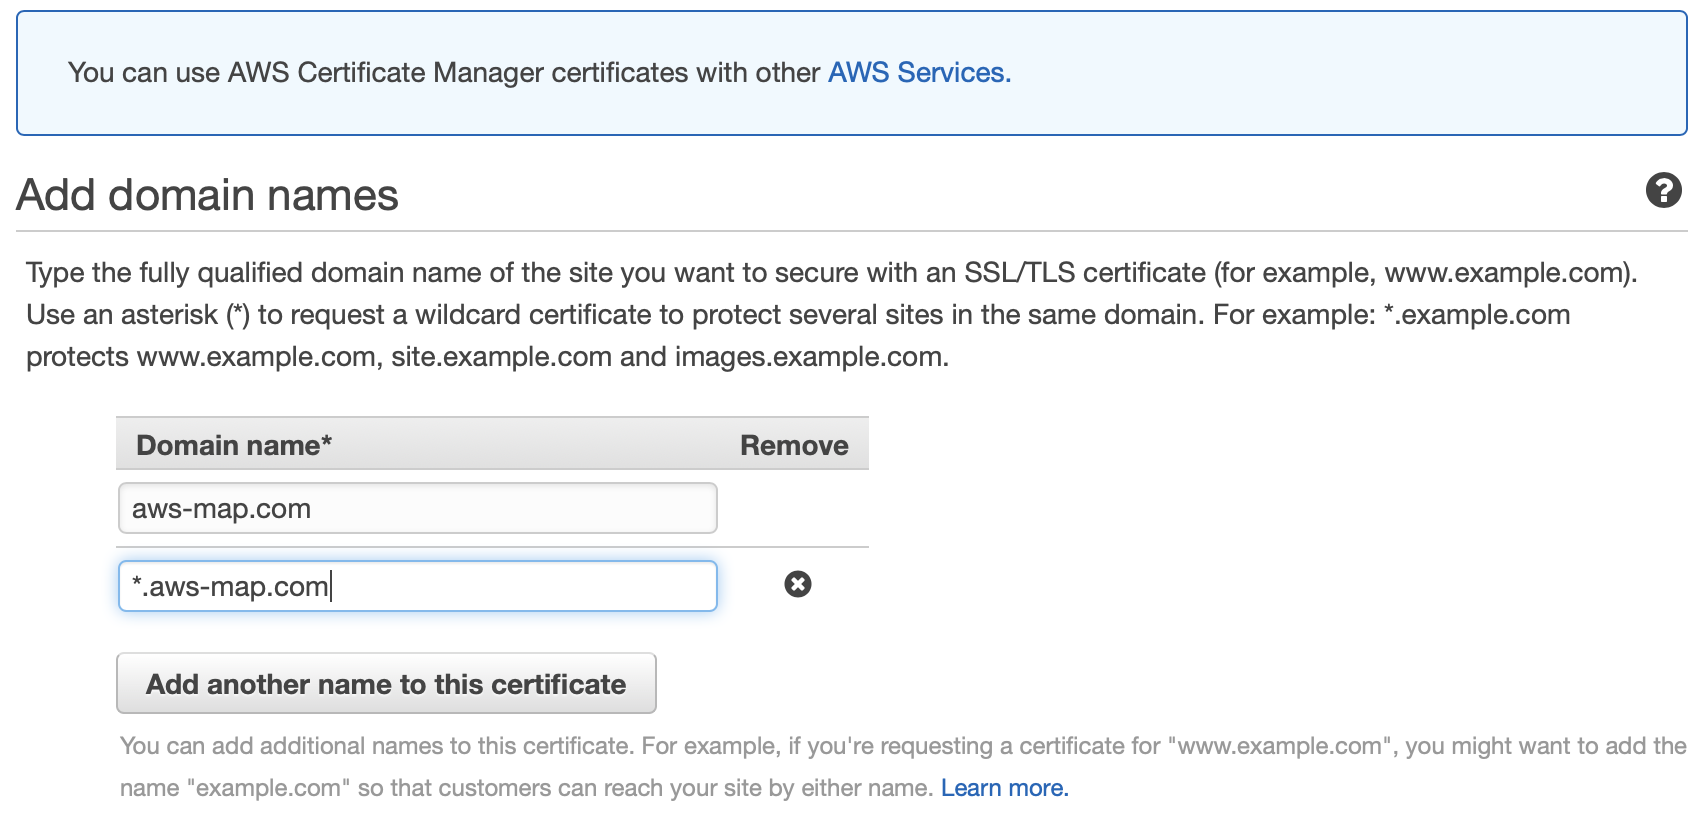 You can use AWS Certificate Manager certificates with other AWS Services.
Add domain names
Type the fully qualified domain name of the site you want to secure with an SSL/TLS certificate (for example, www.example.com).
Use an asterisk (*) to request a wildcard certificate to protect several sites in the same domain. For example: *.example.com
protects www.example.com, site.example.com and images.example.com.
Domain name* Remove
aws-map.com
*.aws-map.com
Add another name to this certificate
You can add additional names to this certificate. For example, if you're requesting a certificate for "www.example.com", you might want to add the
name "example.com" so that customers can reach your site by either name. Learn more.